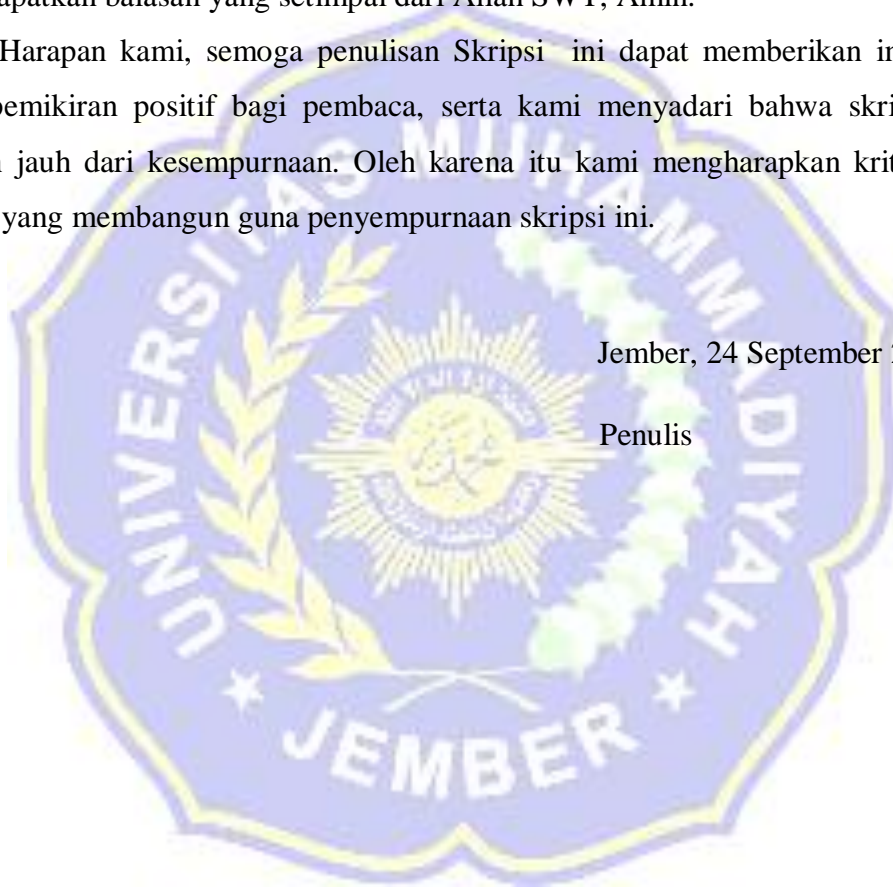 apatkan balasan yang setimpal dari Allah SWT, Amin.
Harapan kami, semoga penulisan Skripsi ini dapat memberikan in
pemikiran positif bagi pembaca, serta kami menyadari bahwa skri
jauh dari kesempurnaan. Oleh karena itu kami mengharapkan krit
yang membangun guna penyempurnaan skripsi ini.
Jember, 24 September
Penulis
UNIVERSITAS MUHAMMADIYAH
JEMBER